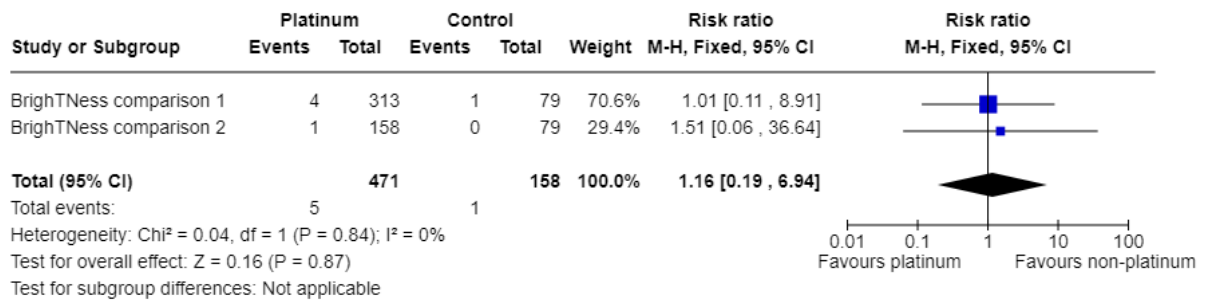 Platinum Control Risk ratio Risk ratio
Study or Subgroup Events Total Events Total Weight M-H, Fixed, 95% CI M-H, Fixed, 95% CI
BrighTNess comparison 1 4 313 1 79 70.6% 1.01 [0.11 , 8.91]
BrighTNess comparison 2 1 158 0 79 29.4% 1.51 [0.06 , 36.64]
Total (95% CI) 471 158 100.0% 1.16 [0.19 , 6.94]
Total events: 5 1
Heterogeneity: Chi² = 0.04, df = 1 (P = 0.84); I² = 0%
0.01 0.1 1 10 100
Test for overall effect: Z = 0.16 (P = 0.87) Favours platinum Favours non-platinum
Test for subgroup differences: Not applicable